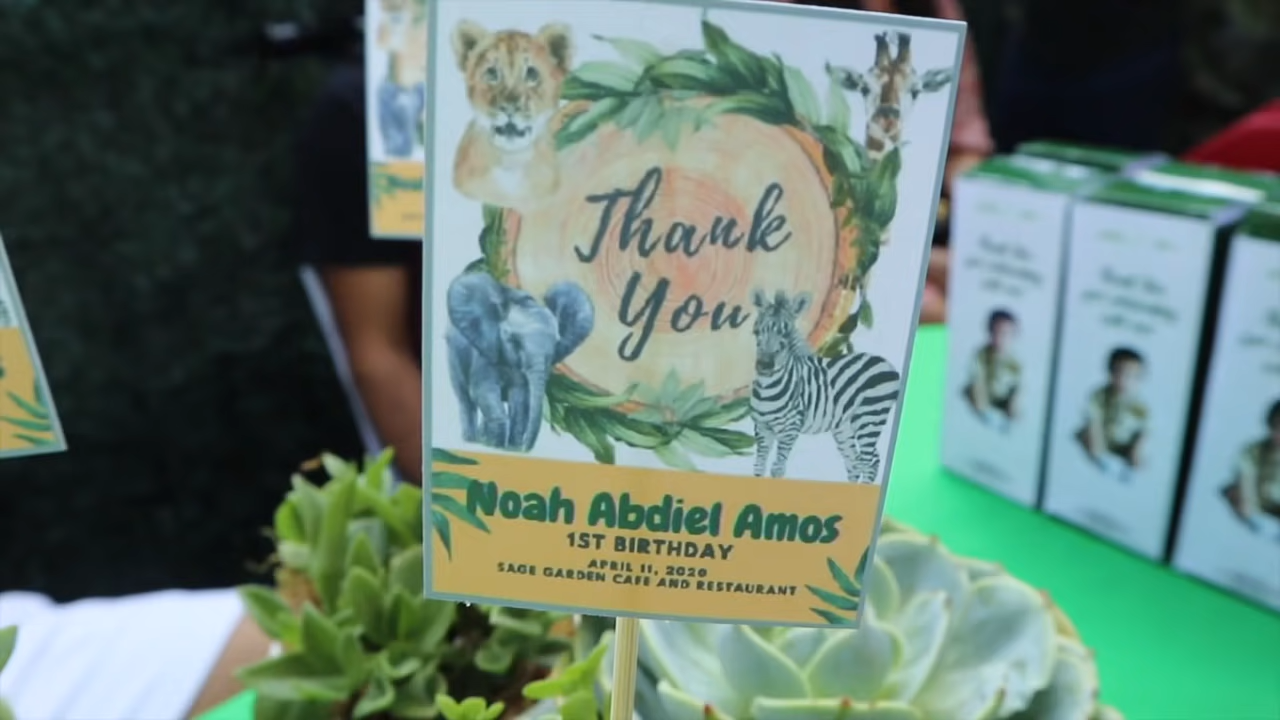 Thank
You
Noah Abdiel Amos
1ST BIRTHDAY
APRIL 11, 2020
SAGE GARDEN CAFE AND RESTAURANT